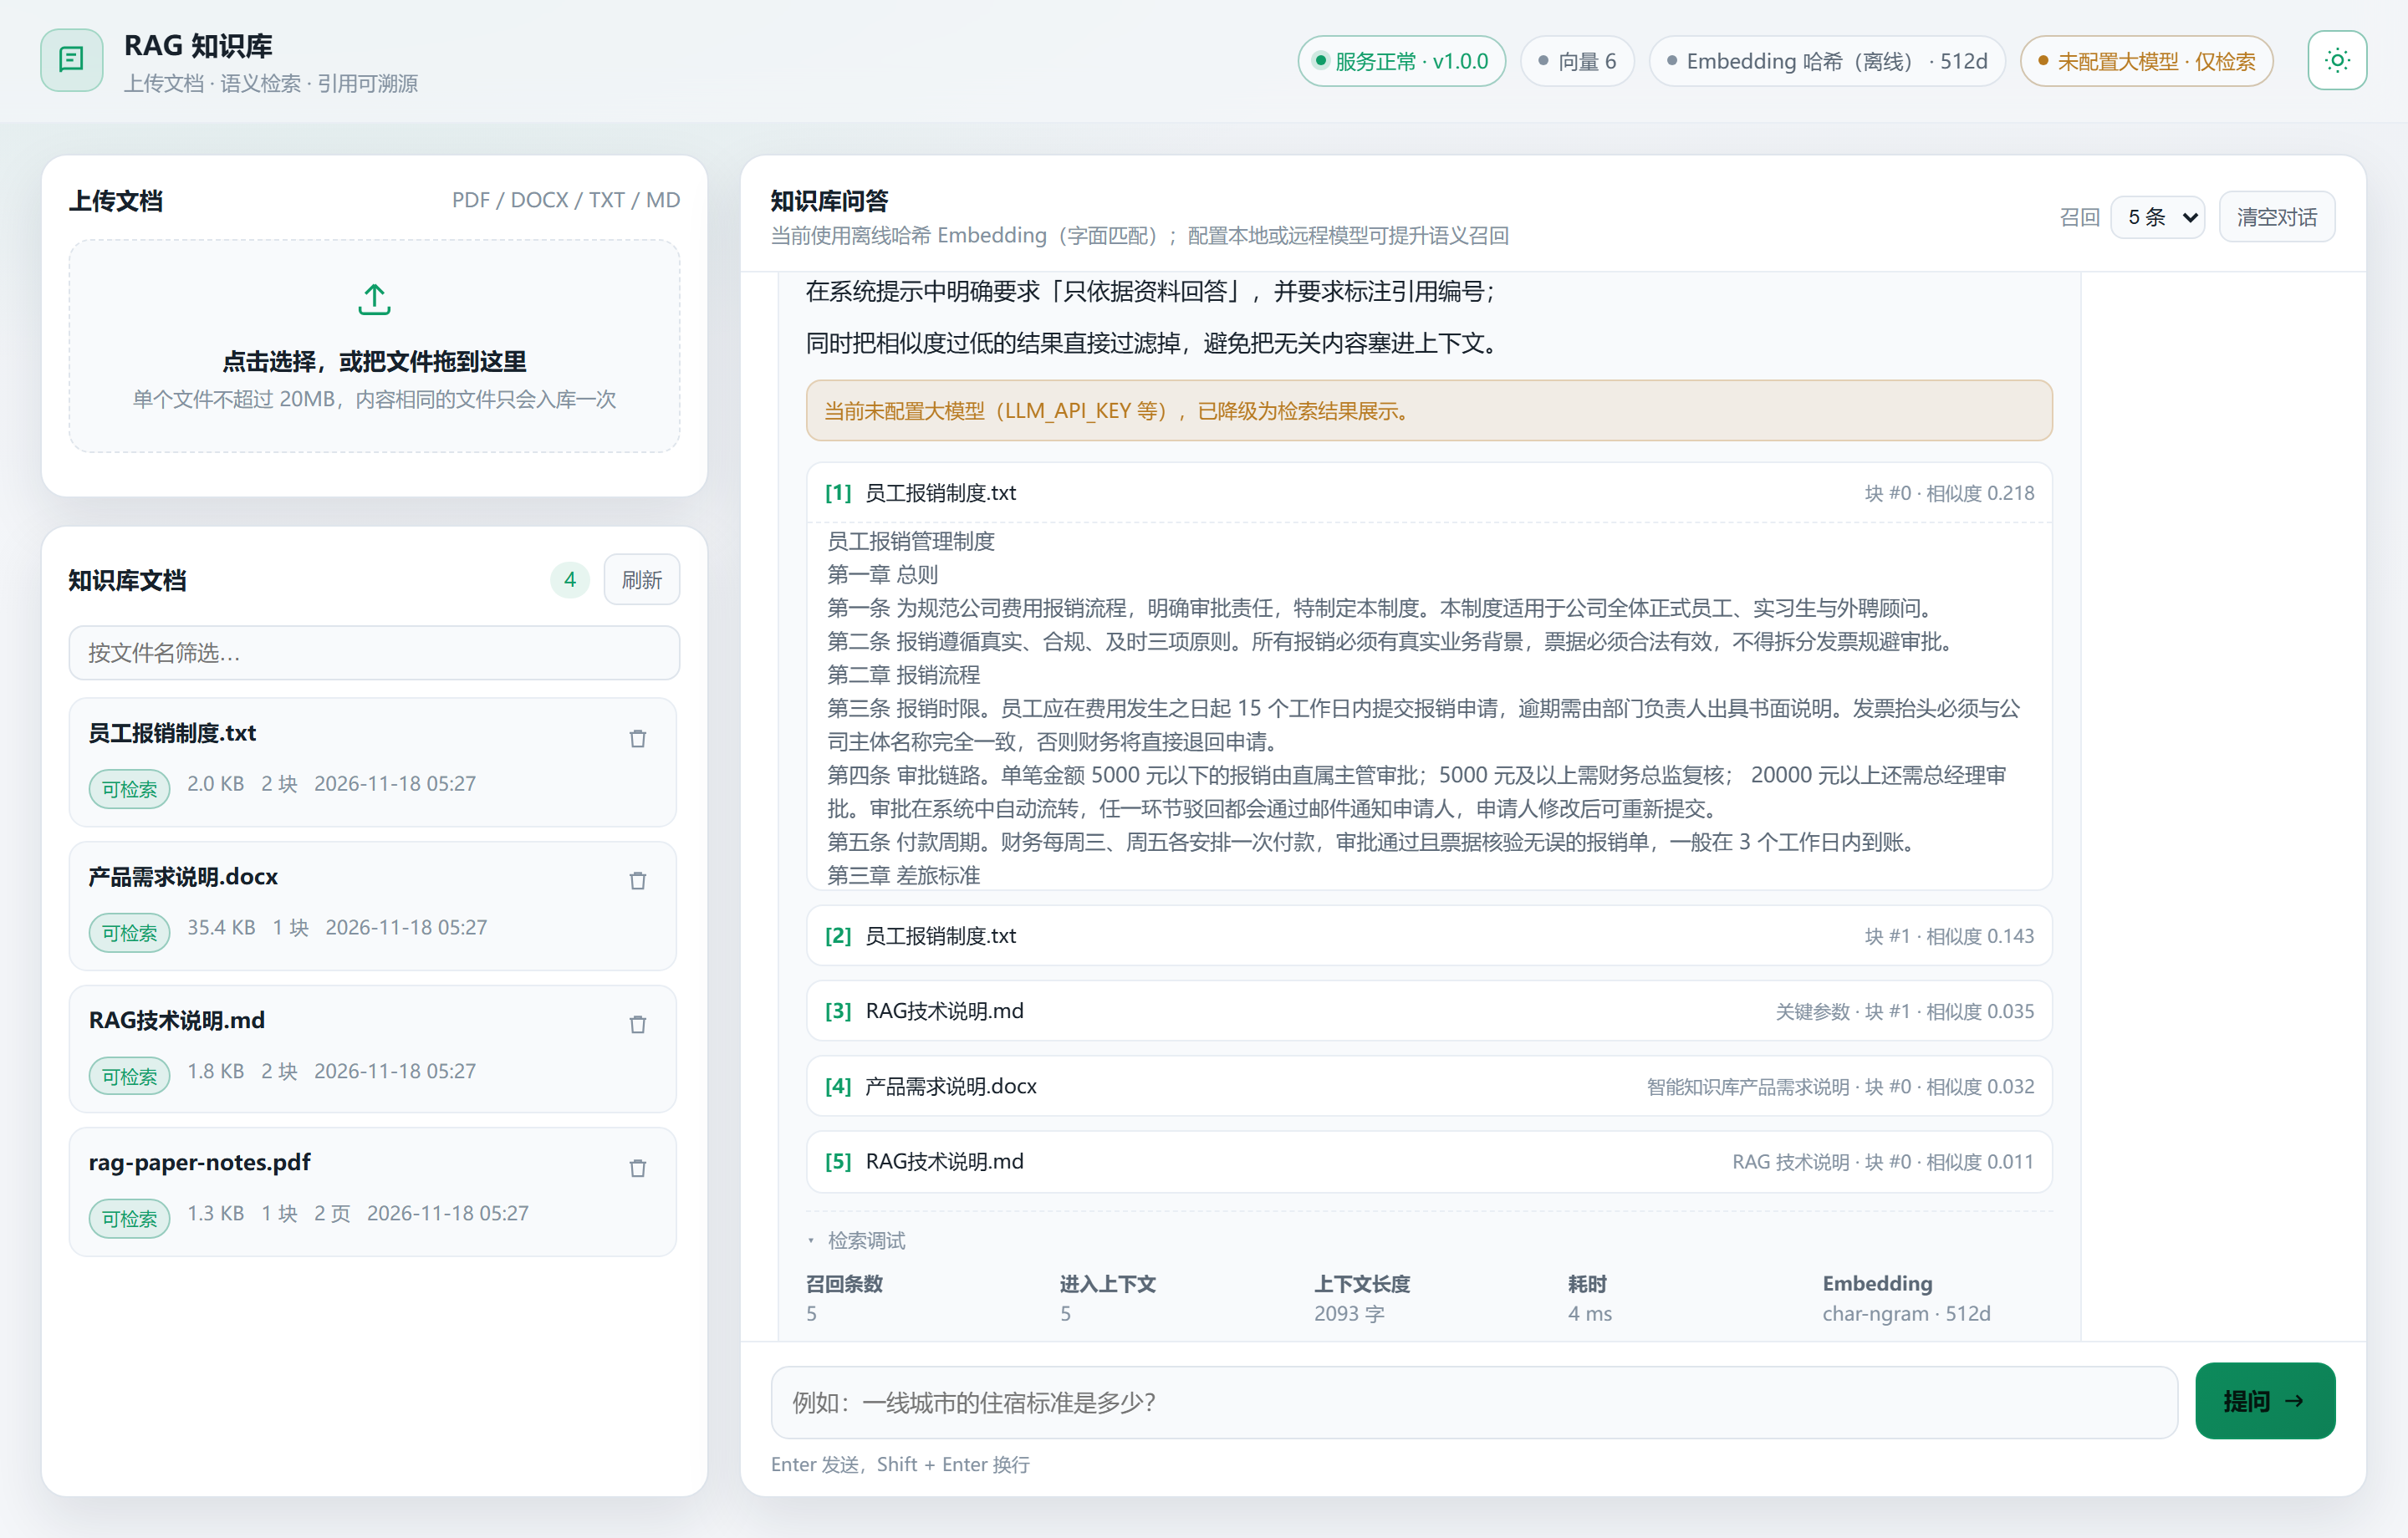 RAG 知识库
上传文档 · 语义检索 · 引用可溯源
服务正常 · v1.0.0
向量 6
Embedding 哈希（离线） · 512d
未配置大模型 · 仅检索
上传文档
PDF / DOCX / TXT / MD
点击选择，或把文件拖到这里
单个文件不超过 20MB，内容相同的文件只会入库一次
知识库文档
4
刷新
按文件名筛选…
员工报销制度.txt
可检索 2.0 KB 2 块 2026-11-18 05:27
产品需求说明.docx
可检索 35.4 KB 1 块 2026-11-18 05:27
RAG技术说明.md
可检索 1.8 KB 2 块 2026-11-18 05:27
rag-paper-notes.pdf
可检索 1.3 KB 1 块 2 页 2026-11-18 05:27
知识库问答
当前使用离线哈希 Embedding（字面匹配）；配置本地或远程模型可提升语义召回
召回 5 条 清空对话
在系统提示中明确要求「只依据资料回答」，并要求标注引用编号；
同时把相似度过低的结果直接过滤掉，避免把无关内容塞进上下文。
当前未配置大模型（LLM_API_KEY 等），已降级为检索结果展示。
[1] 员工报销制度.txt 块 #0 · 相似度 0.218
员工报销管理制度
第一章 总则
第一条 为规范公司费用报销流程，明确审批责任，特制定本制度。本制度适用于公司全体正式员工、实习生与外聘顾问。
第二条 报销遵循真实、合规、及时三项原则。所有报销必须有真实业务背景，票据必须合法有效，不得拆分发票规避审批。
第二章 报销流程
第三条 报销时限。员工应在费用发生之日起 15 个工作日内提交报销申请，逾期需由部门负责人出具书面说明。发票抬头必须与公
司主体名称完全一致，否则财务将直接退回申请。
第四条 审批链路。单笔金额 5000 元以下的报销由直属主管审批；5000 元及以上需财务总监复核； 20000 元以上还需总经理审
批。审批在系统中自动流转，任一环节驳回都会通过邮件通知申请人，申请人修改后可重新提交。
第五条 付款周期。财务每周三、周五各安排一次付款，审批通过且票据核验无误的报销单，一般在 3 个工作日内到账。
第三章 差旅标准
[2] 员工报销制度.txt 块 #1 · 相似度 0.143
[3] RAG技术说明.md 关键参数 · 块 #1 · 相似度 0.035
[4] 产品需求说明.docx 智能知识库产品需求说明 · 块 #0 · 相似度 0.032
[5] RAG技术说明.md RAG 技术说明 · 块 #0 · 相似度 0.011
检索调试
召回条数 进入上下文 上下文长度 耗时 Embedding
5 5 2093 字 4 ms char-ngram · 512d
例如：一线城市的住宿标准是多少？
提问 →
Enter 发送，Shift + Enter 换行